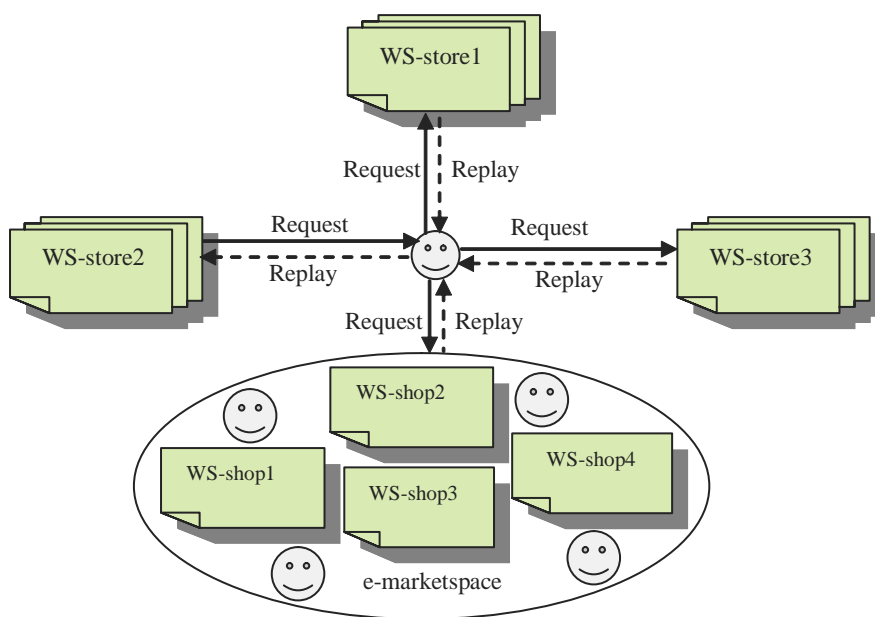 WS-store1
Request
Replay
WS-store2
Request
Replay
Request
Replay
WS-store3
Request
Replay
WS-shop2
WS-shop1
WS-shop4
WS-shop3
e-marketspace